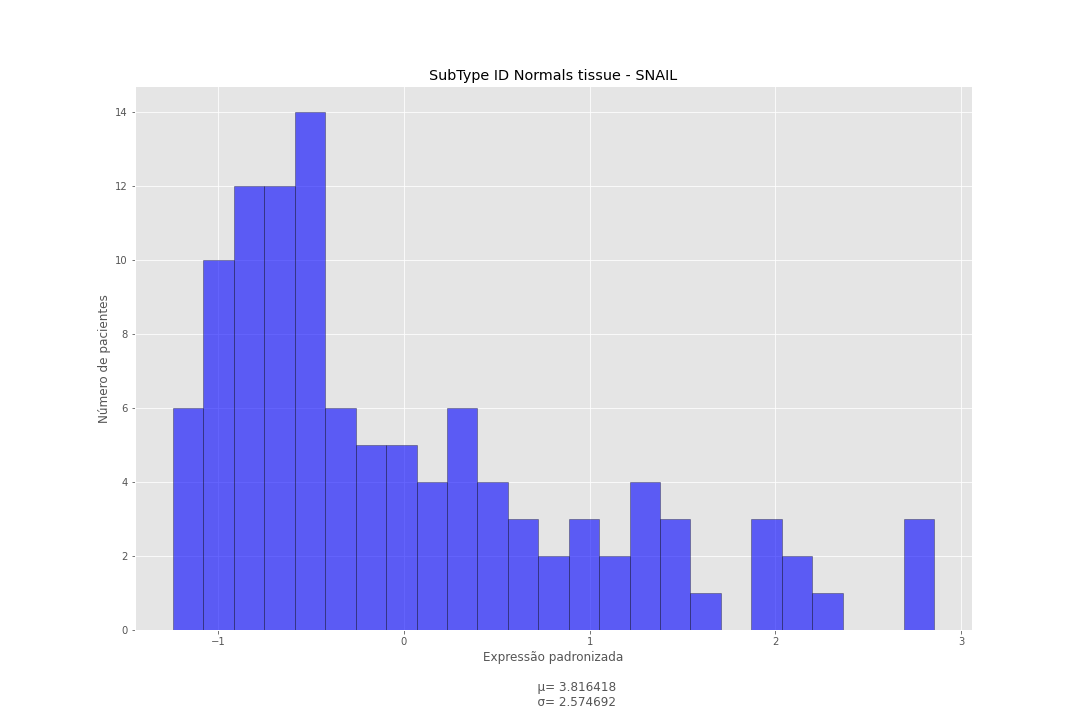 SubType ID Normals tissue - SNAIL
14
12
10
8
6
4
2
0
Número de pacientes
−1
0
1
2
3
Expressão padronizada
μ= 3.816418
σ= 2.574692